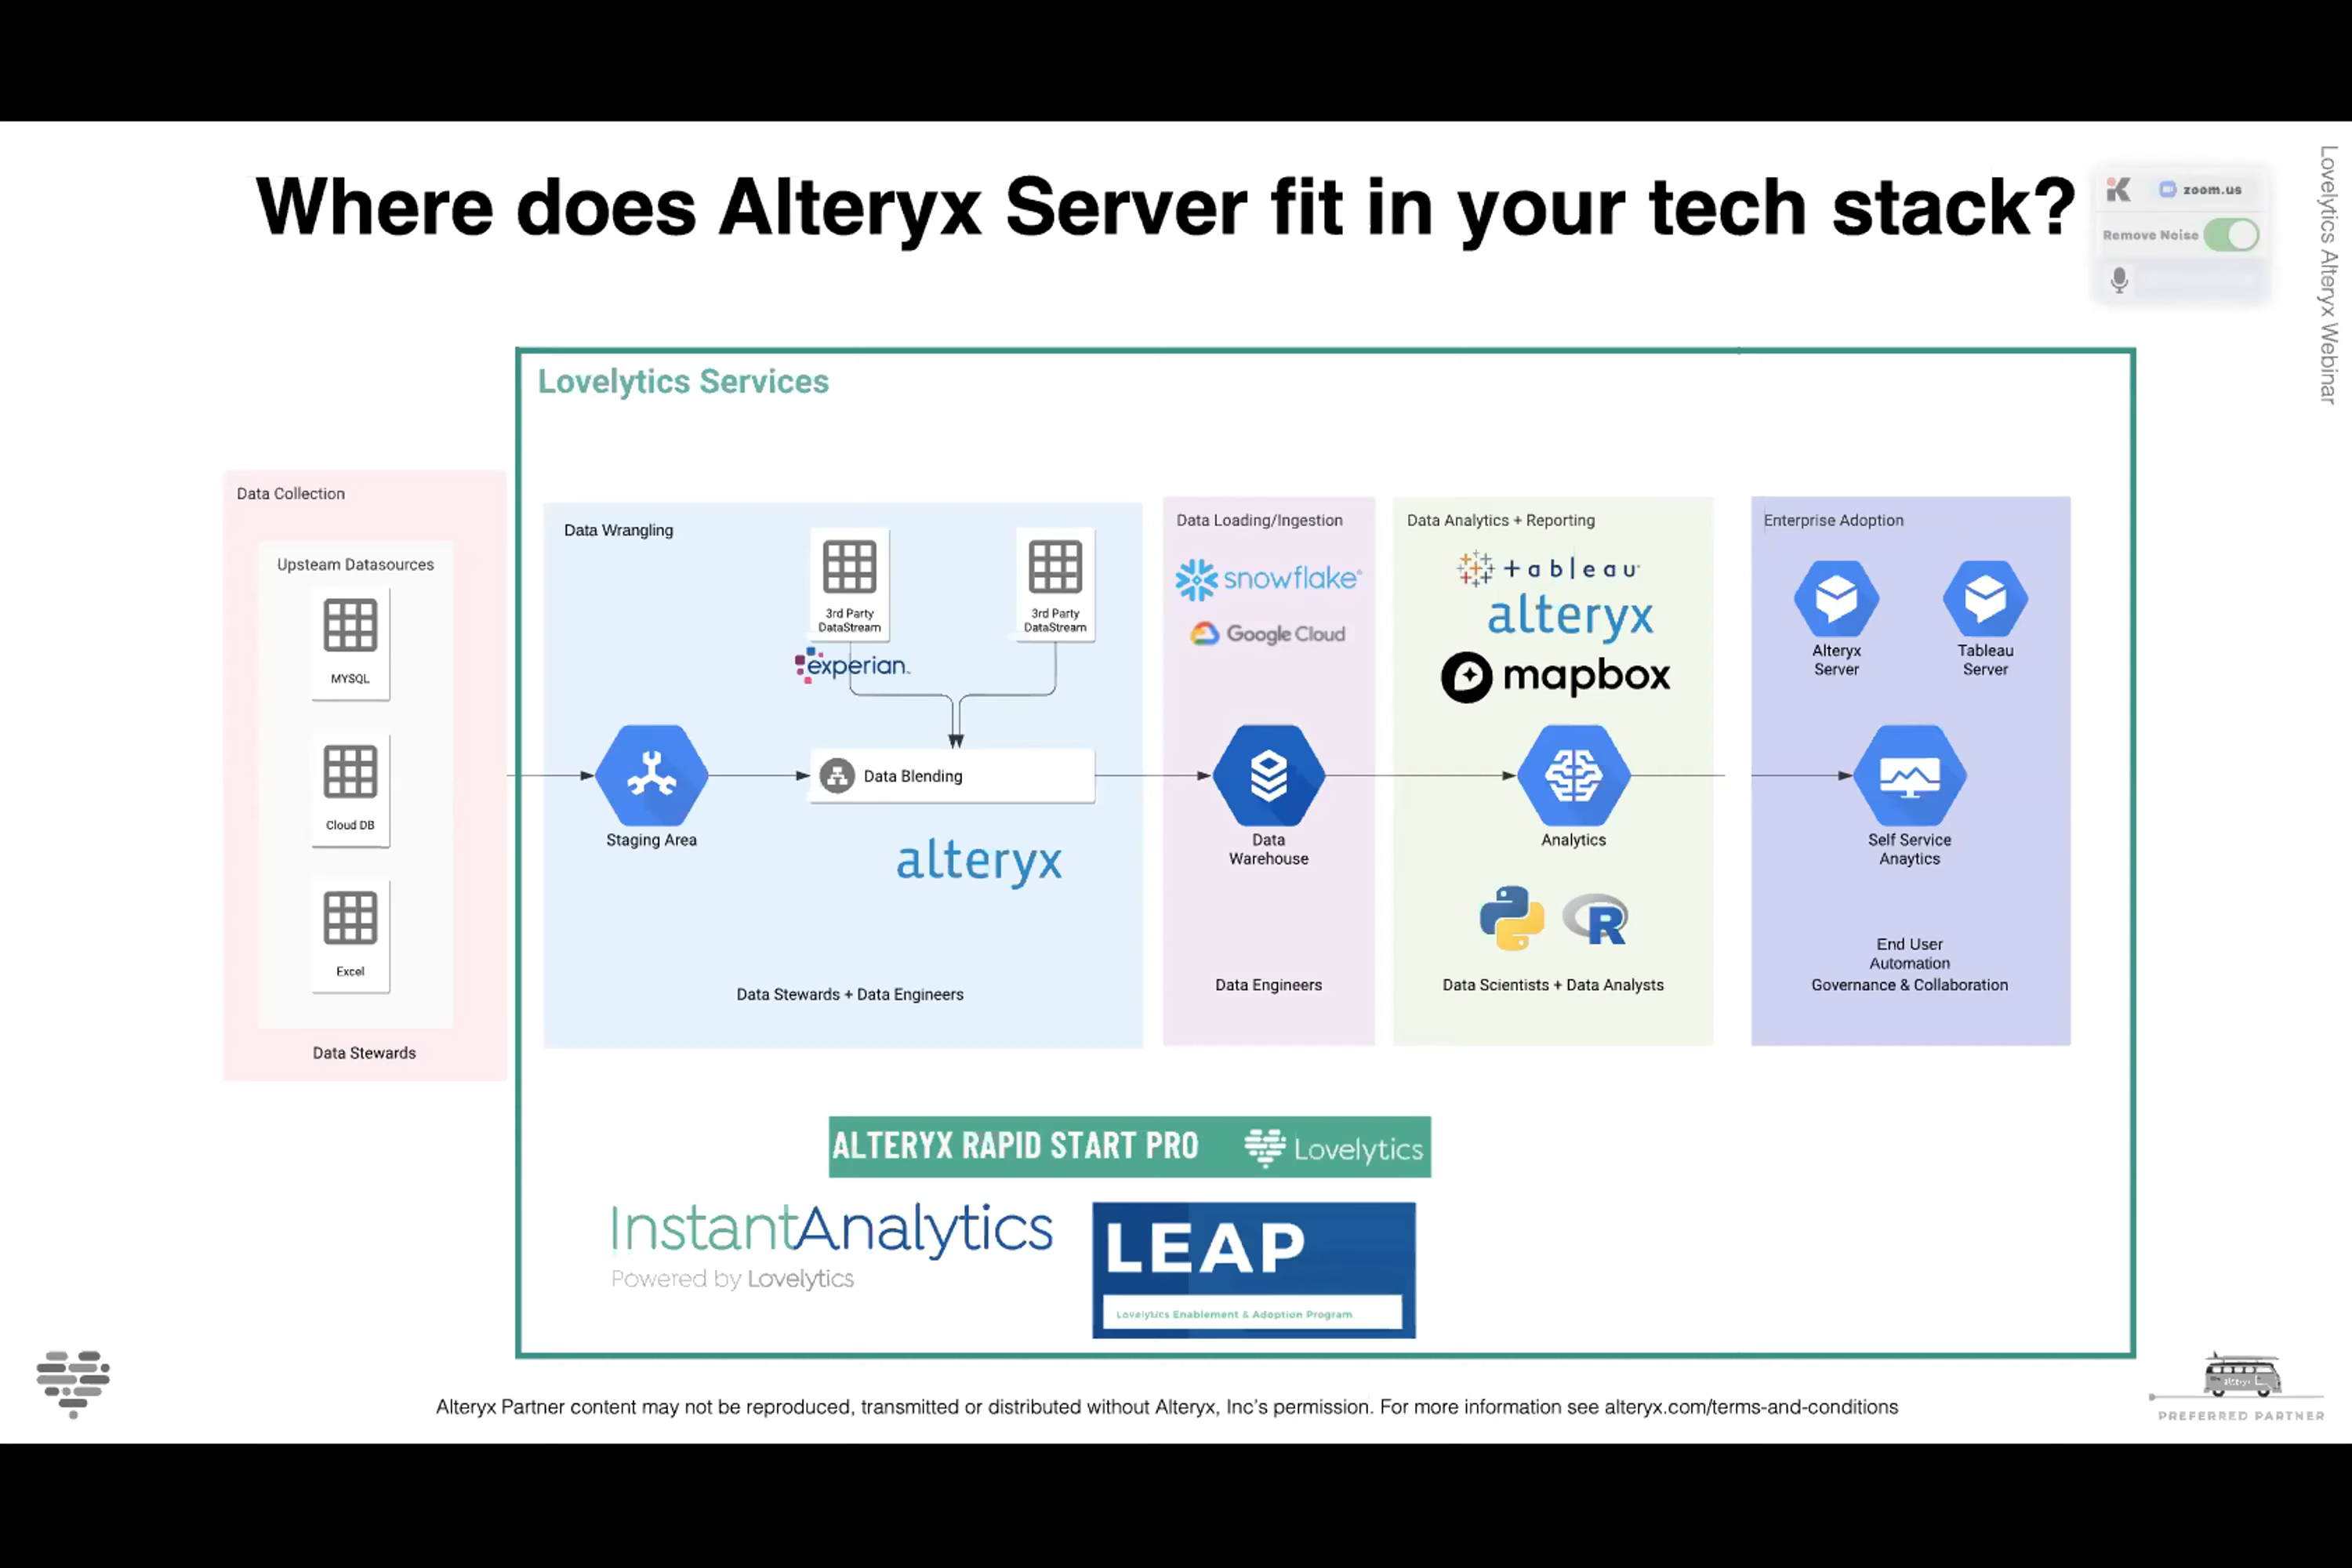 Where does Alteryx Server fit in your tech stack?
zoom.us
Remove Noise
Lovelytics Alteryx Webinar
Lovelytics Services
Data Collection
Upsteam Datasources
MYSQL
Cloud DB
Excel
Data Stewards
Data Wrangling
3rd Party
DataStream
3rd Party
DataStream
experian
Staging Area
Data Blending
alteryx
Data Stewards + Data Engineers
Data Loading/Ingestion
snowflake
Google Cloud
Data
Warehouse
Data Engineers
Data Analytics + Reporting
+ableau
alteryx
mapbox
Analytics
R
Data Scientists + Data Analysts
Enterprise Adoption
Alteryx
Server
Tableau
Server
Self Service
Anaytics
End User
Automation
Governance & Collaboration
ALTERYX RAPID START PRO
Lovelytics
InstantAnalytics
Powered by Lovelytics
LEAP
Lovelytics Enablement & Adoption Program
alteryx
PREFERRED PARTNER
Alteryx Partner content may not be reproduced, transmitted or distributed without Alteryx, Inc's permission. For more information see alteryx.com/terms-and-conditions